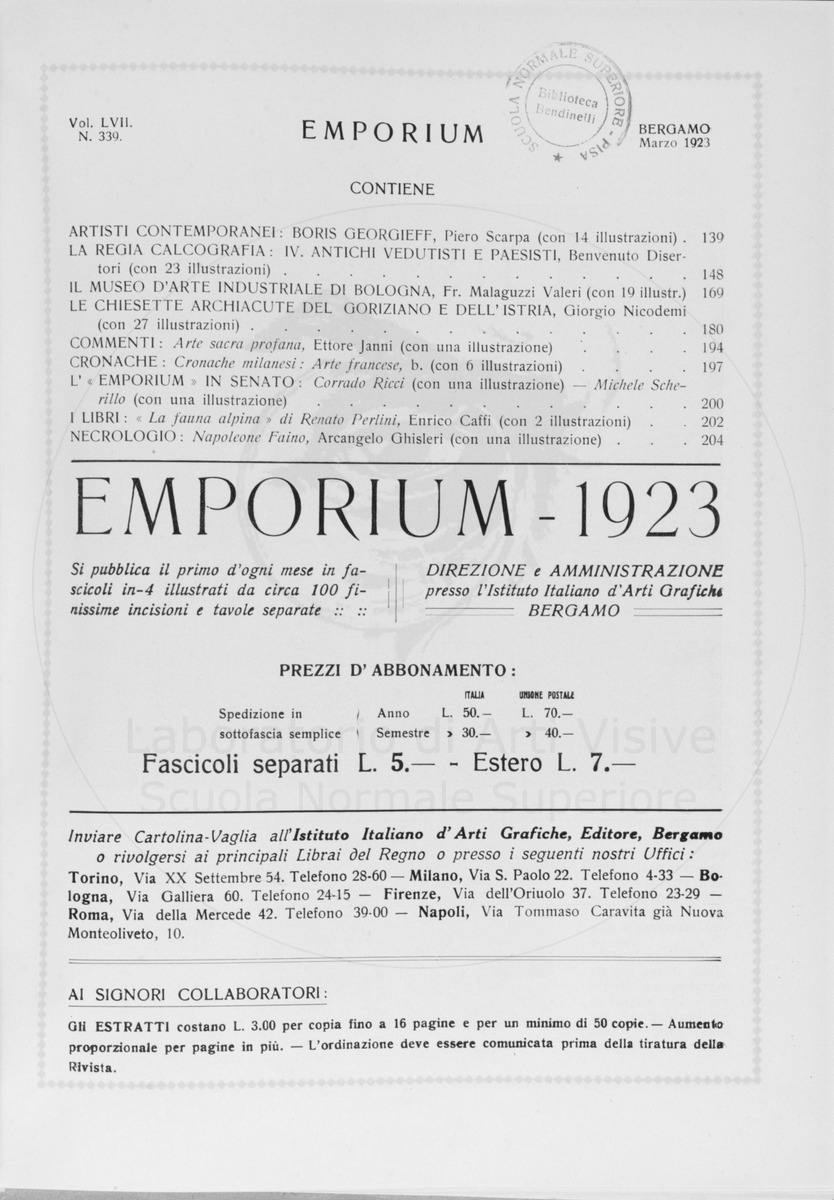 SCUOLA NORMALE SUPERIORE - PISA
Biblioteca
Bendinelli
Vol. LVII.
N. 339.
EMPORIUM
BERGAMO
Marzo 1923
CONTIENE
ARTISTI CONTEMPORANEI: BORIS GEORGIEFF, Piero Scarpa (con 14 illustrazioni) . 139
LA REGIA CALCOGRAFIA: IV. ANTICHI VEDUTISTI E PAESISTI, Benvenuto Diser-
tori (con 23 illustrazioni) . . . . . . . . . . . . . . 148
IL MUSEO D'ARTE INDUSTRIALE DI BOLOGNA, Fr. Malaguzzi Valeri (con 19 illustr.) 169
LE CHIESETTE ARCHIACUTE DEL GORIZIANO E DELL'ISTRIA, Giorgio Nicodemi
(con 27 illustrazioni) . . . . . . . . . . . . . . . 180
COMMENTI: Arte sacra profana, Ettore Janni (con una illustrazione) . . . . 194
CRONACHE: Cronache milanesi: Arte francese, b. (con 6 illustrazioni) . . . 197
L' « EMPORIUM » IN SENATO: Corrado Ricci (con una illustrazione) — Michele Sche-
rillo (con una illustrazione) . . . . . . . . . . . . 200
I LIBRI: « La fauna alpina » di Renato Perlini, Enrico Caffi (con 2 illustrazioni) . . 202
NECROLOGIO: Napoleone Faino, Arcangelo Ghisleri (con una illustrazione) . . . 204
EMPORIUM - 1923
Si pubblica il primo d'ogni mese in fa-
scicoli in-4 illustrati da circa 100 fi-
nissime incisioni e tavole separate :: ::
DIREZIONE e AMMINISTRAZIONE
presso l'Istituto Italiano d'Arti Grafiche
BERGAMO
PREZZI D'ABBONAMENTO:
ITALIA UNIONE POSTALE
Spedizione in Anno L. 50.— L. 70.—
sottofascia semplice Semestre » 30.— » 40.—
Fascicoli separati L. 5.— - Estero L. 7.—
Laboratorio di Arti Visive
Scuola Normale Superiore
Inviare Cartolina-Vaglia all'Istituto Italiano d'Arti Grafiche, Editore, Bergamo
o rivolgersi ai principali Librai del Regno o presso i seguenti nostri Uffici:
Torino, Via XX Settembre 54. Telefono 28-60 — Milano, Via S. Paolo 22. Telefono 4-33 — Bo-
logna, Via Galliera 60. Telefono 24-15 — Firenze, Via dell'Oriuolo 37. Telefono 23-29 —
Roma, Via della Mercede 42. Telefono 39-00 — Napoli, Via Tommaso Caravita già Nuova
Monteoliveto, 10.
AI SIGNORI COLLABORATORI:
Gli ESTRATTI costano L. 3.00 per copia fino a 16 pagine e per un minimo di 50 copie. — Aumento
proporzionale per pagine in più. — L'ordinazione deve essere comunicata prima della tiratura della
Rivista.